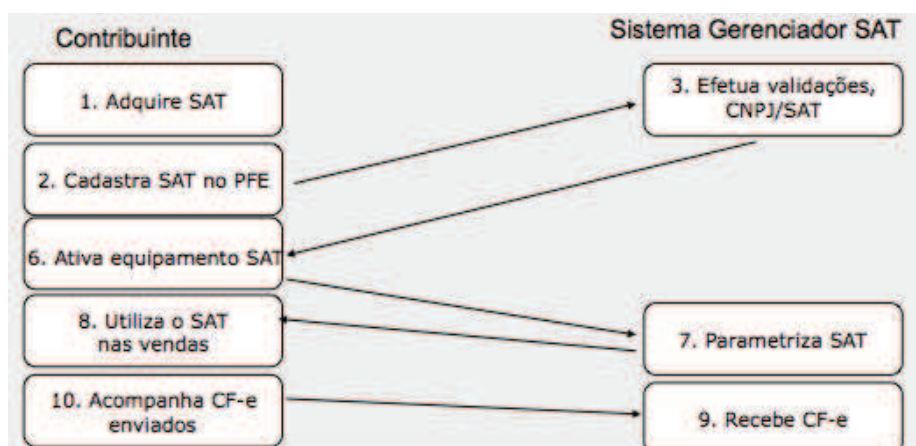 Contribuinte
Sistema Gerenciador SAT
1. Adquire SAT
3. Efetua validações,
CNPJ/SAT
2. Cadastra SAT no PFE
6. Ativa equipamento SAT
8. Utiliza o SAT
nas vendas
7. Parametriza SAT
10. Acompanha CF-e
enviados
9. Recebe CF-e